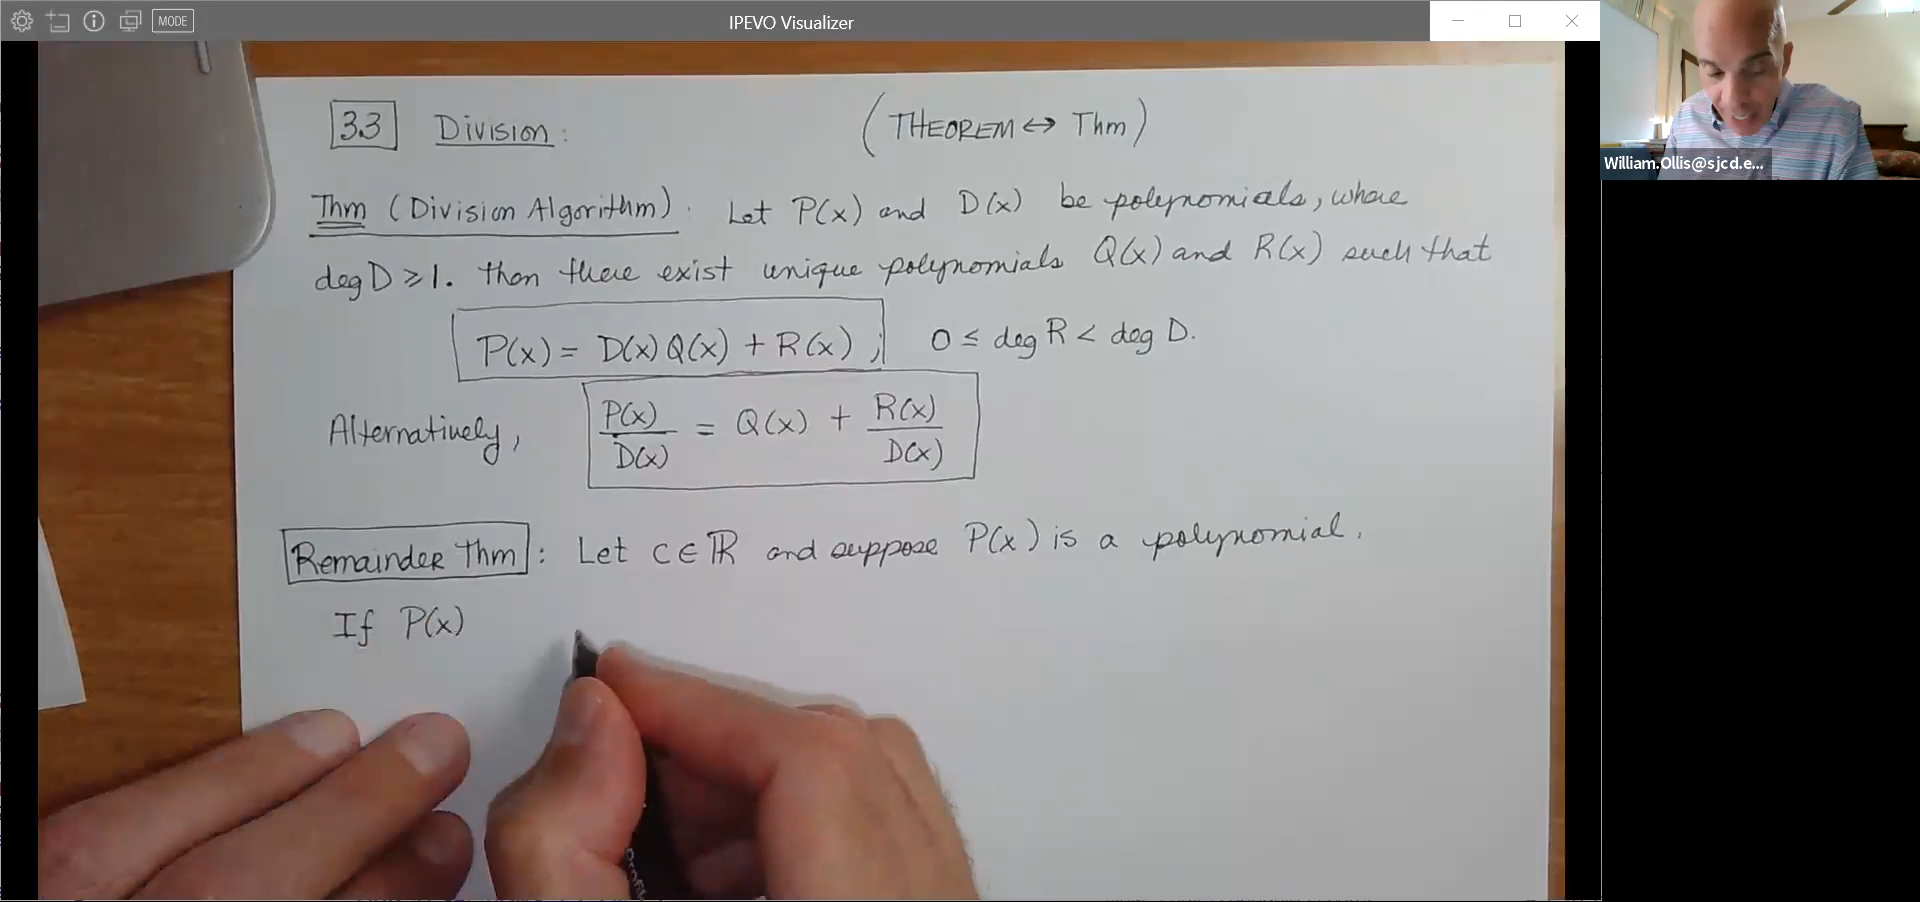 MODE
IPEVO Visualizer
William.Ollis@sjcd.e...
3.3 Division: (THEOREM ↔ Thm)
Thm (Division Algorithm): Let P(x) and D(x) be polynomials, where
deg D ≥ 1. Then there exist unique polynomials Q(x) and R(x) such that
P(x) = D(x) Q(x) + R(x); 0 ≤ deg R < deg D.
Alternatively, P(x)/D(x) = Q(x) + R(x)/D(x)
Remainder Thm: Let c ∈ ℝ and suppose P(x) is a polynomial.
If P(x)